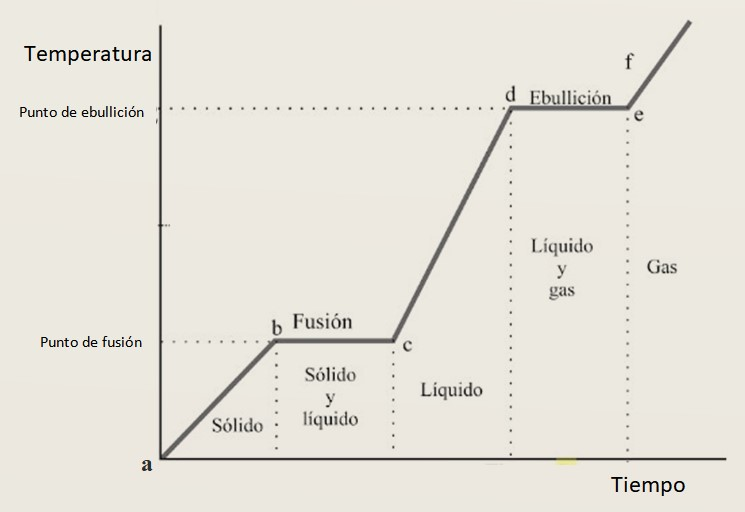 Temperatura
f
d Ebullición
Punto de ebullición
e
Líquido
y
gas
Gas
b Fusión
Punto de fusión
c
Sólido
y
líquido
Líquido
Sólido
a
Tiempo